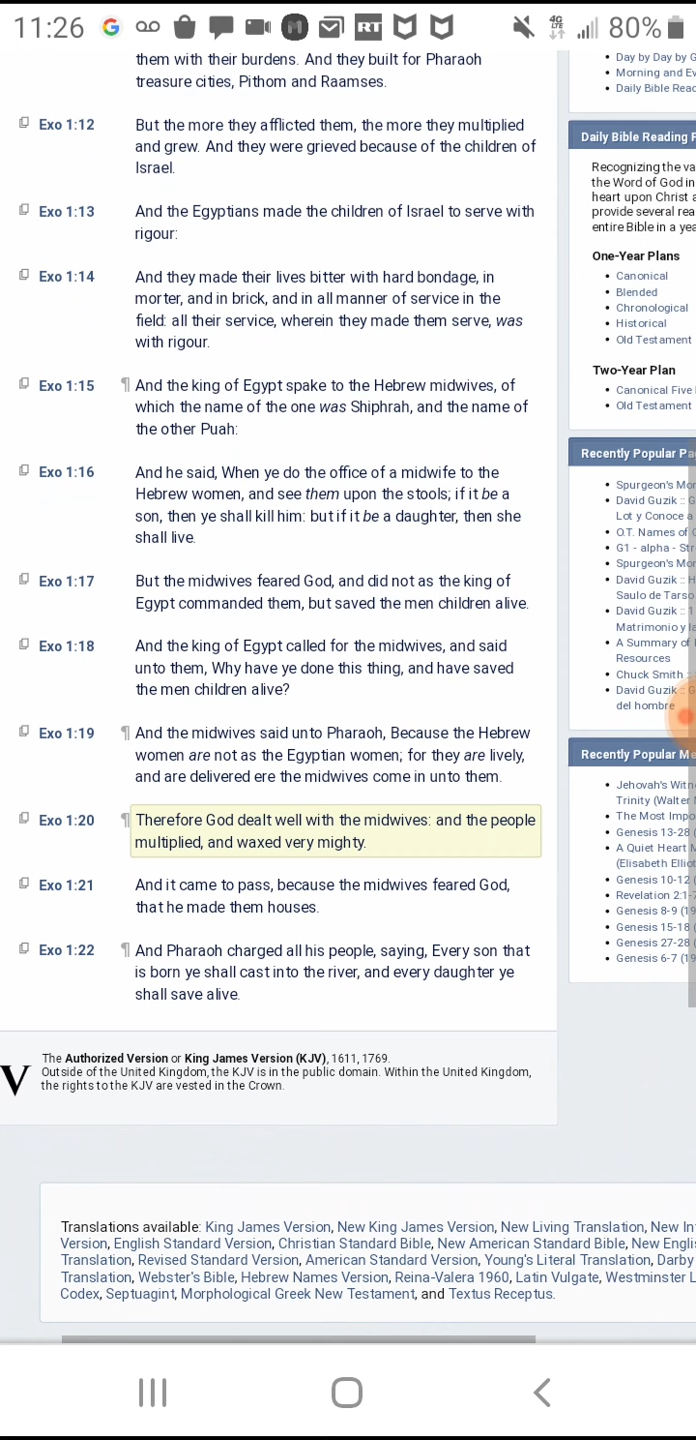 11:26
4G
LTE
80%
them with their burdens. And they built for Pharaoh
treasure cities, Pithom and Raamses.
Exo 1:12
But the more they afflicted them, the more they multiplied
and grew. And they were grieved because of the children of
Israel.
Exo 1:13
And the Egyptians made the children of Israel to serve with
rigour:
Exo 1:14
And they made their lives bitter with hard bondage, in
morter, and in brick, and in all manner of service in the
field: all their service, wherein they made them serve, was
with rigour.
Exo 1:15
¶ And the king of Egypt spake to the Hebrew midwives, of
which the name of the one was Shiphrah, and the name of
the other Puah:
Exo 1:16
And he said, When ye do the office of a midwife to the
Hebrew women, and see them upon the stools; if it be a
son, then ye shall kill him: but if it be a daughter, then she
shall live.
Exo 1:17
But the midwives feared God, and did not as the king of
Egypt commanded them, but saved the men children alive.
Exo 1:18
And the king of Egypt called for the midwives, and said
unto them, Why have ye done this thing, and have saved
the men children alive?
Exo 1:19
¶ And the midwives said unto Pharaoh, Because the Hebrew
women are not as the Egyptian women; for they are lively,
and are delivered ere the midwives come in unto them.
Exo 1:20
¶ Therefore God dealt well with the midwives: and the people
multiplied, and waxed very mighty.
Exo 1:21
And it came to pass, because the midwives feared God,
that he made them houses.
Exo 1:22
¶ And Pharaoh charged all his people, saying, Every son that
is born ye shall cast into the river, and every daughter ye
shall save alive.
V
The Authorized Version or King James Version (KJV), 1611, 1769.
Outside of the United Kingdom, the KJV is in the public domain. Within the United Kingdom,
the rights to the KJV are vested in the Crown.
Day by Day by G
Morning and Ev
Daily Bible Read
Daily Bible Reading P
Recognizing the va
the Word of God in
heart upon Christ a
provide several rea
entire Bible in a yea
One-Year Plans
Canonical
Blended
Chronological
Historical
Old Testament
Two-Year Plan
Canonical Five
Old Testament
Recently Popular Pa
Spurgeon's Mor
David Guzik :: G
Lot y Conoce a
O.T. Names of G
G1 - alpha - Str
Spurgeon's Mor
David Guzik :: H
Saulo de Tarso
David Guzik :: 1
Matrimonio y la
A Summary of
Resources
Chuck Smith ::
David Guzik :: G
del hombre
Recently Popular Me
Jehovah's Witn
Trinity (Walter
The Most Impo
Genesis 13-28 (
A Quiet Heart M
(Elisabeth Elliot
Genesis 10-12 (
Revelation 2:1-7
Genesis 8-9 (19
Genesis 15-18 (
Genesis 27-28 (
Genesis 6-7 (19
Translations available: King James Version, New King James Version, New Living Translation, New In
Version, English Standard Version, Christian Standard Bible, New American Standard Bible, New Engli
Translation, Revised Standard Version, American Standard Version, Young's Literal Translation, Darby
Translation, Webster's Bible, Hebrew Names Version, Reina-Valera 1960, Latin Vulgate, Westminster L
Codex, Septuagint, Morphological Greek New Testament, and Textus Receptus.